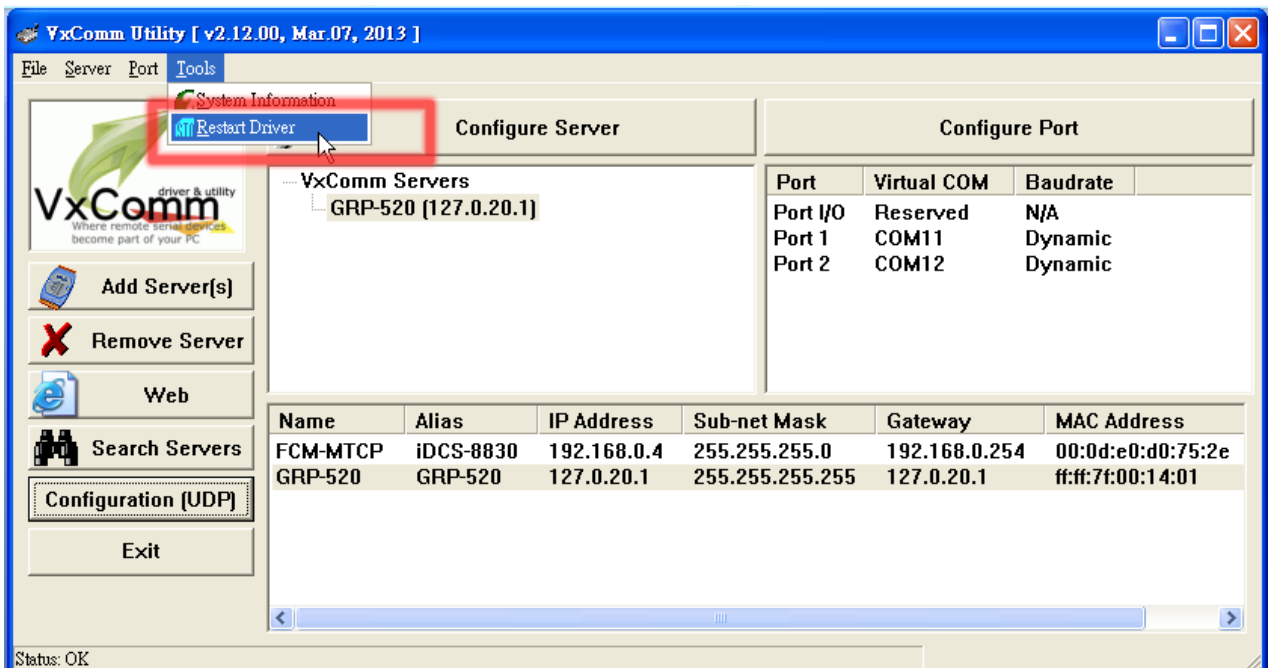 VxComm Utility [ v2.12.00, Mar.07, 2013 ]
File Server Port Tools
System Information
Restart Driver
Configure Server
Configure Port
VxComm
driver & utility
Where remote serial devices
become part of your PC
VxComm Servers
GRP-520 (127.0.20.1)
Port Virtual COM Baudrate
Port I/O Reserved N/A
Port 1 COM11 Dynamic
Port 2 COM12 Dynamic
Add Server(s)
Remove Server
Web
Search Servers
Configuration (UDP)
Exit
Name Alias IP Address Sub-net Mask Gateway MAC Address
FCM-MTCP iDCS-8830 192.168.0.4 255.255.255.0 192.168.0.254 00:0d:e0:d0:75:2e
GRP-520 GRP-520 127.0.20.1 255.255.255.255 127.0.20.1 ff:ff:7f:00:14:01
Status: OK